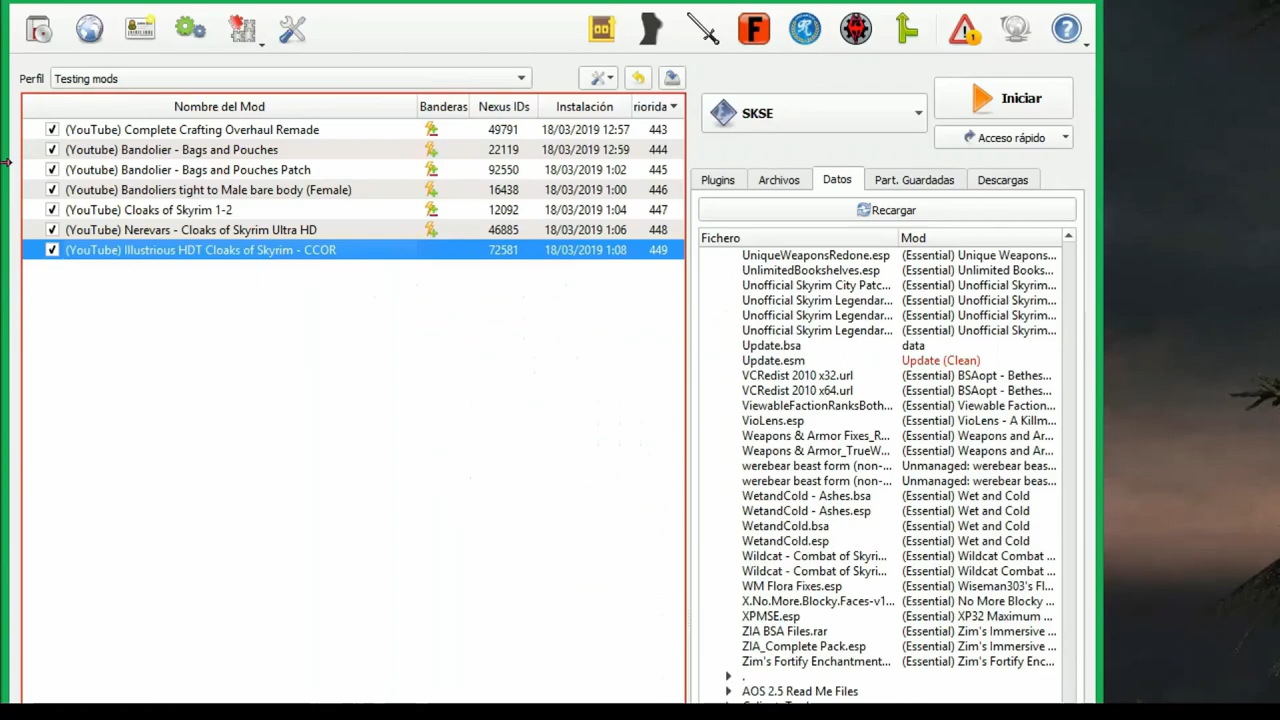 1
Perfil
Testing mods
SKSE
Iniciar
Acceso rápido
Nombre del Mod Banderas Nexus IDs Instalación riorida
(YouTube) Complete Crafting Overhaul Remade 49791 18/03/2019 12:57 443
(Youtube) Bandolier - Bags and Pouches 22119 18/03/2019 12:59 444
(Youtube) Bandolier - Bags and Pouches Patch 92550 18/03/2019 1:02 445
(Youtube) Bandoliers tight to Male bare body (Female) 16438 18/03/2019 1:00 446
(YouTube) Cloaks of Skyrim 1-2 12092 18/03/2019 1:04 447
(YouTube) Nerevars - Cloaks of Skyrim Ultra HD 46885 18/03/2019 1:06 448
(YouTube) Illustrious HDT Cloaks of Skyrim - CCOR 72581 18/03/2019 1:08 449
Plugins Archivos Datos Part. Guardadas Descargas
Recargar
Fichero Mod
UniqueWeaponsRedone.esp (Essential) Unique Weapons...
UnlimitedBookshelves.esp (Essential) Unlimited Books...
Unofficial Skyrim City Patc... (Essential) Unofficial Skyrim...
Unofficial Skyrim Legendar... (Essential) Unofficial Skyrim...
Unofficial Skyrim Legendar... (Essential) Unofficial Skyrim...
Unofficial Skyrim Legendar... (Essential) Unofficial Skyrim...
Update.bsa data
Update.esm Update (Clean)
VCRedist 2010 x32.url (Essential) BSAopt - Bethes...
VCRedist 2010 x64.url (Essential) BSAopt - Bethes...
ViewableFactionRanksBoth... (Essential) Viewable Faction...
VioLens.esp (Essential) VioLens - A Killm...
Weapons & Armor Fixes_R... (Essential) Weapons and Ar...
Weapons & Armor_TrueW... (Essential) Weapons and Ar...
werebear beast form (non-... Unmanaged: werebear beas...
werebear beast form (non-... Unmanaged: werebear beas...
WetandCold - Ashes.bsa (Essential) Wet and Cold
WetandCold - Ashes.esp (Essential) Wet and Cold
WetandCold.bsa (Essential) Wet and Cold
WetandCold.esp (Essential) Wet and Cold
Wildcat - Combat of Skyri... (Essential) Wildcat Combat ...
Wildcat - Combat of Skyri... (Essential) Wildcat Combat ...
WM Flora Fixes.esp (Essential) Wiseman303's Fl...
X.No.More.Blocky.Faces-v1... (Essential) No More Blocky ...
XPMSE.esp (Essential) XP32 Maximum ...
ZIA BSA Files.rar (Essential) Zim's Immersive ...
ZIA_Complete Pack.esp (Essential) Zim's Immersive ...
Zim's Fortify Enchantment... (Essential) Zim's Fortify Enc...
.
AOS 2.5 Read Me Files